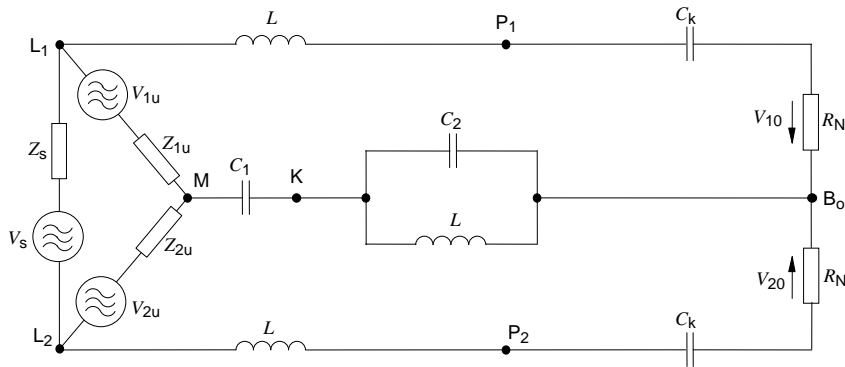 L P1 Ck
L1
V1u
C2 V10 RN
Zs Z1u
C1
M K Bo
Z2u L
Vs
V20 RN
V2u
L2 L P2 Ck